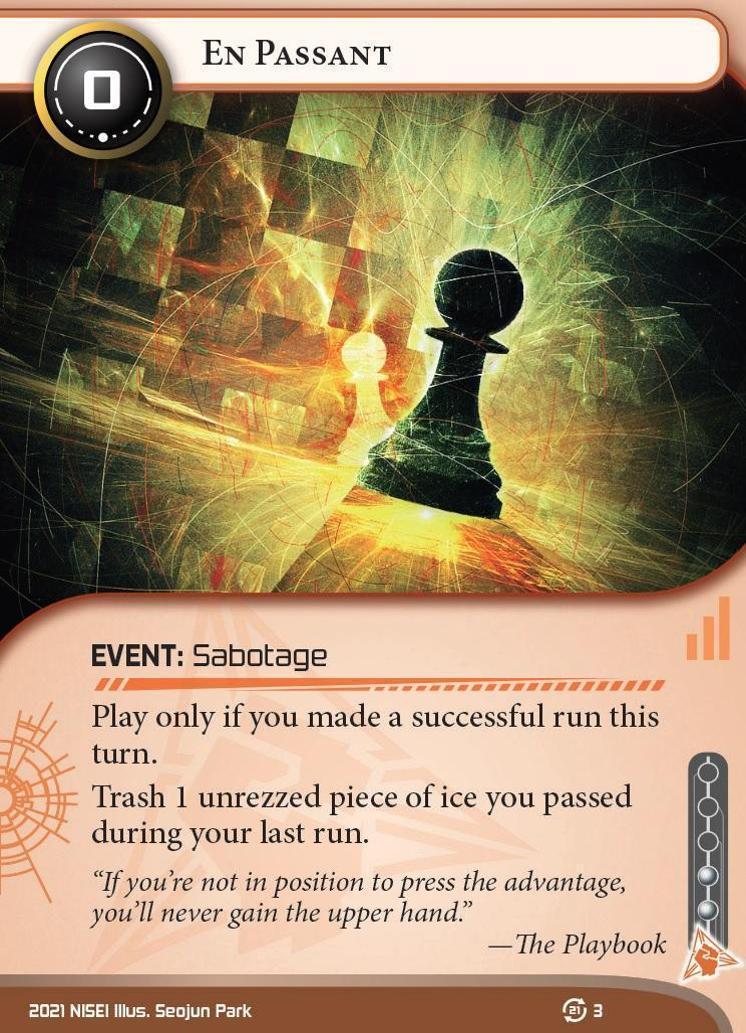 0
En Passant
EVENT: Sabotage
Play only if you made a successful run this
turn.
Trash 1 unrezzed piece of ice you passed
during your last run.
“If you’re not in position to press the advantage,
you’ll never gain the upper hand.”
—The Playbook
2021 NISEI Illus. Seojun Park
21 3